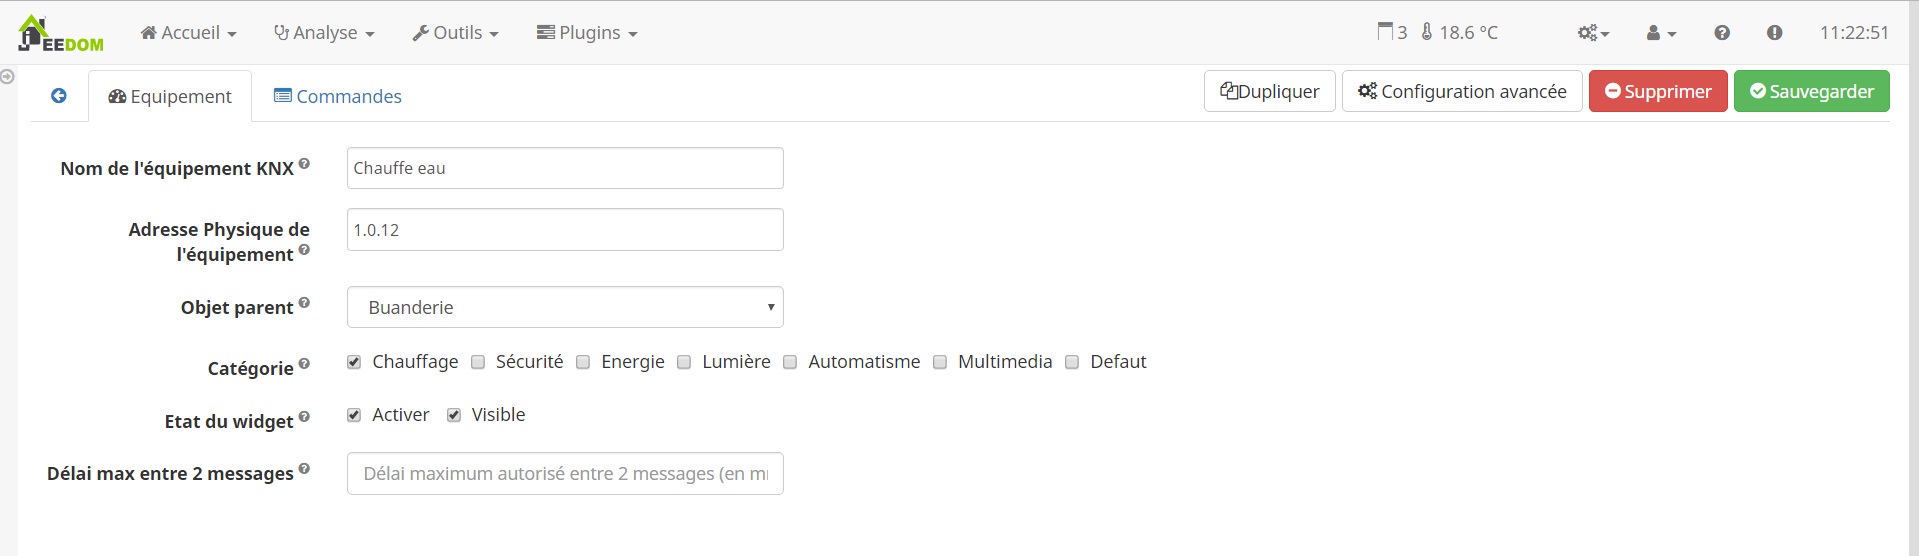 JEEDOM Accueil Analyse Outils Plugins 3 18.6 °C 11:22:51
Equipement Commandes Dupliquer Configuration avancée Supprimer Sauvegarder
Nom de l'équipement KNX Chauffe eau
Adresse Physique de
l'équipement
1.0.12
Objet parent Buanderie
Catégorie Chauffage Sécurité Energie Lumière Automatisme Multimedia Defaut
Etat du widget Activer Visible
Délai max entre 2 messages Délai maximum autorisé entre 2 messages (en m